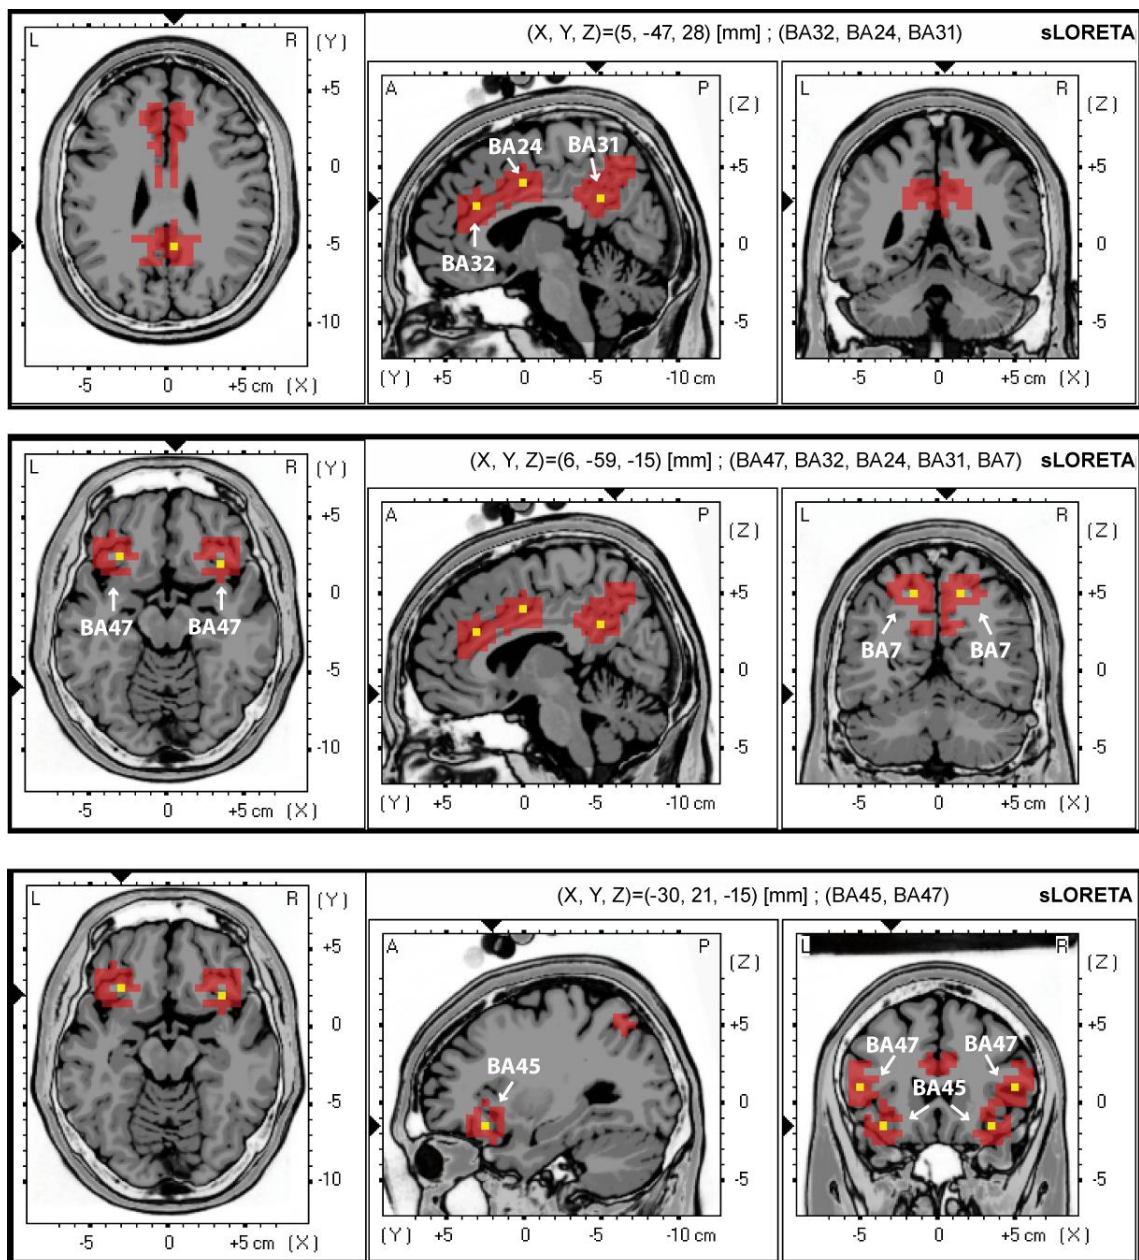 (X, Y, Z)=(5, -47, 28) [mm] ; (BA32, BA24, BA31) sLORETA
L R (Y)
+5
0
-5
-10
-5 0 +5 cm (X)
A P (Z)
BA24 BA31
BA32
+5
0
-5
(Y) +5 0 -5 -10 cm
L R (Z)
+5
0
-5
-5 0 +5 cm (X)
(X, Y, Z)=(6, -59, -15) [mm] ; (BA47, BA32, BA24, BA31, BA7) sLORETA
L R (Y)
+5
0
BA47 BA47
-5
-10
-5 0 +5 cm (X)
A P (Z)
+5
0
-5
(Y) +5 0 -5 -10 cm
L R (Z)
+5
BA7 BA7
0
-5
-5 0 +5 cm (X)
(X, Y, Z)=(-30, 21, -15) [mm] ; (BA45, BA47) sLORETA
L R (Y)
+5
0
-5
-10
-5 0 +5 cm (X)
A P (Z)
+5
BA45
0
-5
(Y) +5 0 -5 -10 cm
L R (Z)
+5
BA47 BA47
BA45
0
-5
-5 0 +5 cm (X)